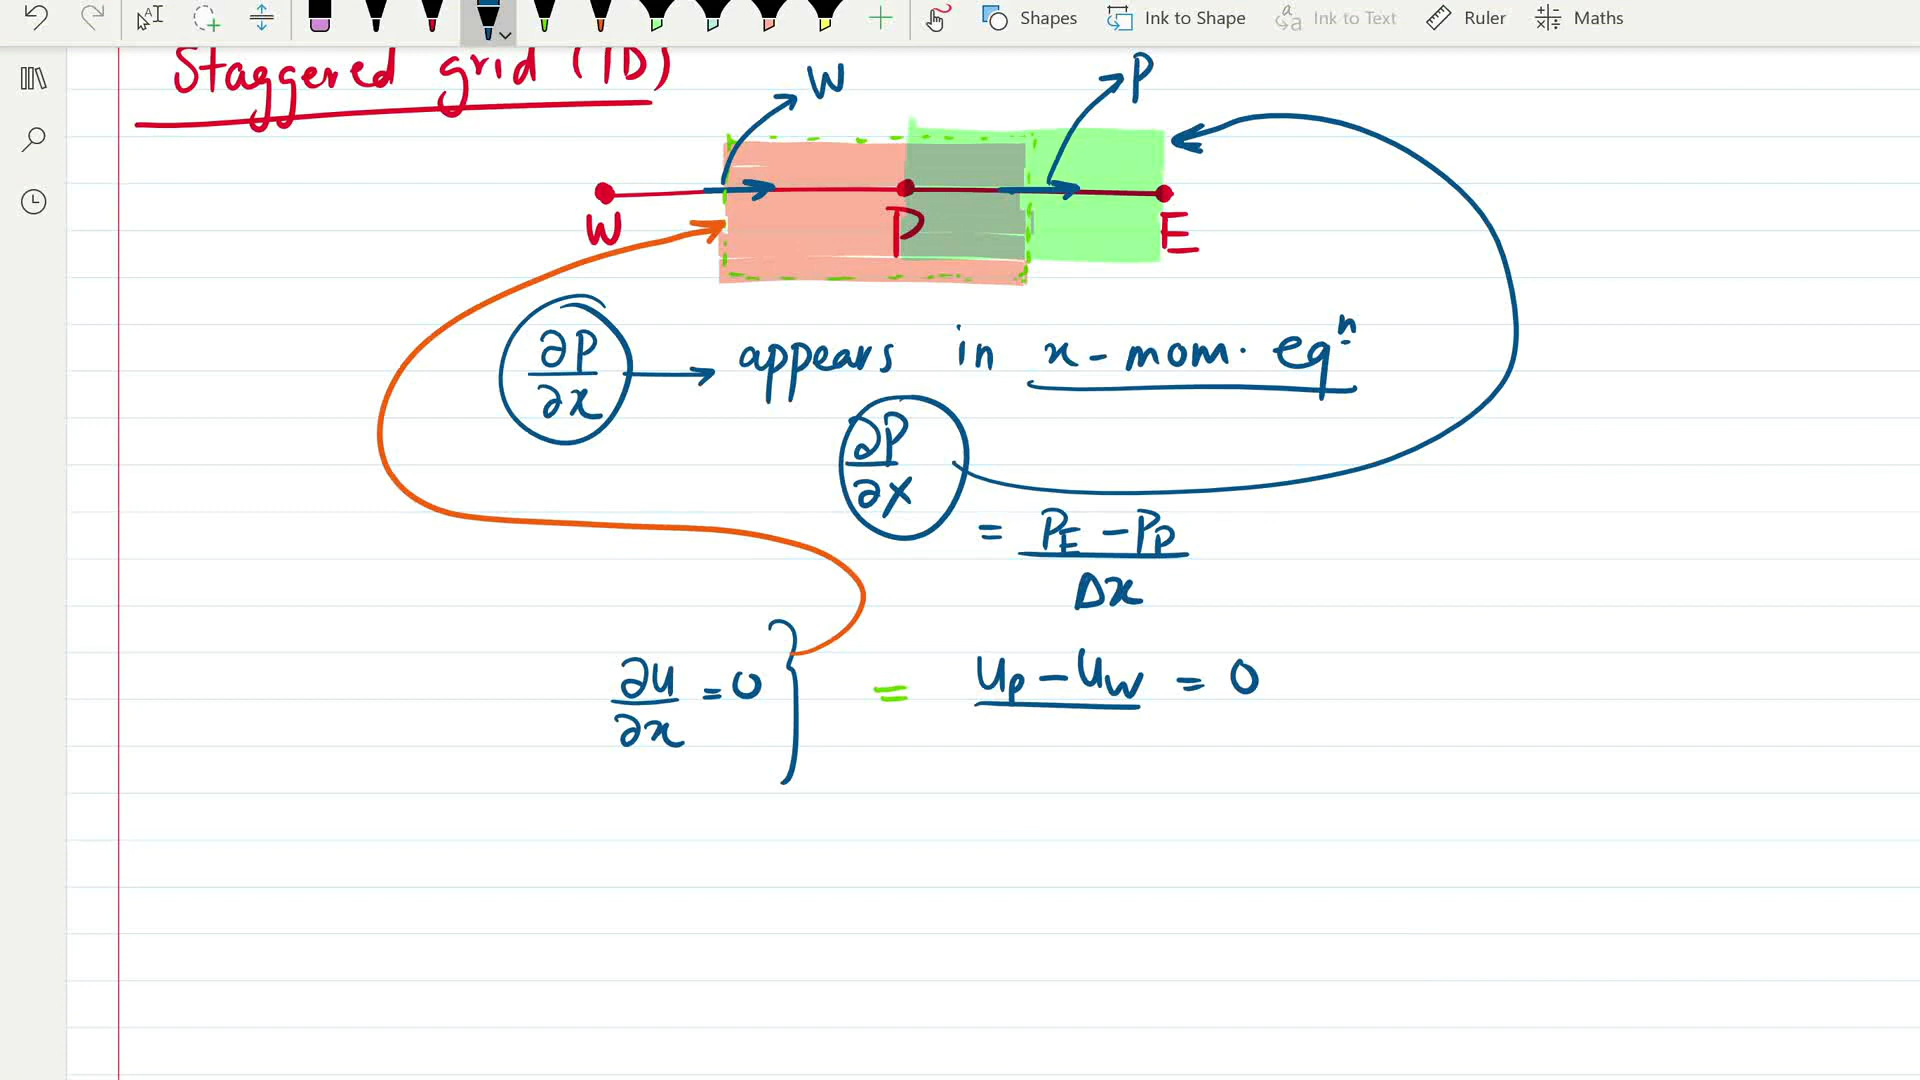 Shapes Ink to Shape Ink to Text Ruler Maths
Staggered grid (1D)
W P
W P E
∂P/∂x → appears in x-mom. eqⁿ
∂P/∂x = (P_E − P_P)/Δx
∂u/∂x = 0 } = u_P − u_W = 0